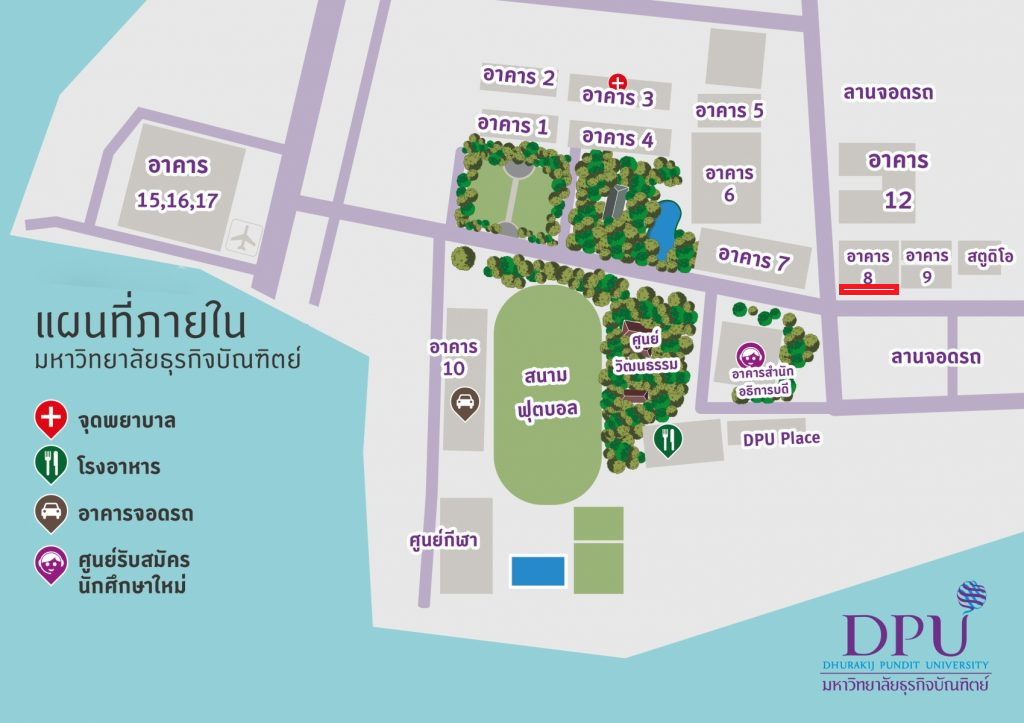 อาคาร 2
อาคาร 3
อาคาร 1
อาคาร 4
อาคาร 5
ลานจอดรถ
อาคาร
15,16,17
อาคาร
6
อาคาร
12
อาคาร 7
อาคาร
8
อาคาร
9
สตูดิโอ
แผนที่ภายใน
มหาวิทยาลัยธุรกิจบัณฑิตย์
อาคาร
10
สนาม
ฟุตบอล
ศูนย์
วัฒนธรรม
อาคารสำนัก
อธิการบดี
ลานจอดรถ
DPU Place
จุดพยาบาล
โรงอาหาร
อาคารจอดรถ
ศูนย์รับสมัคร
นักศึกษาใหม่
ศูนย์กีฬา
DPU
DHURAKIJ PUNDIT UNIVERSITY
มหาวิทยาลัยธุรกิจบัณฑิตย์